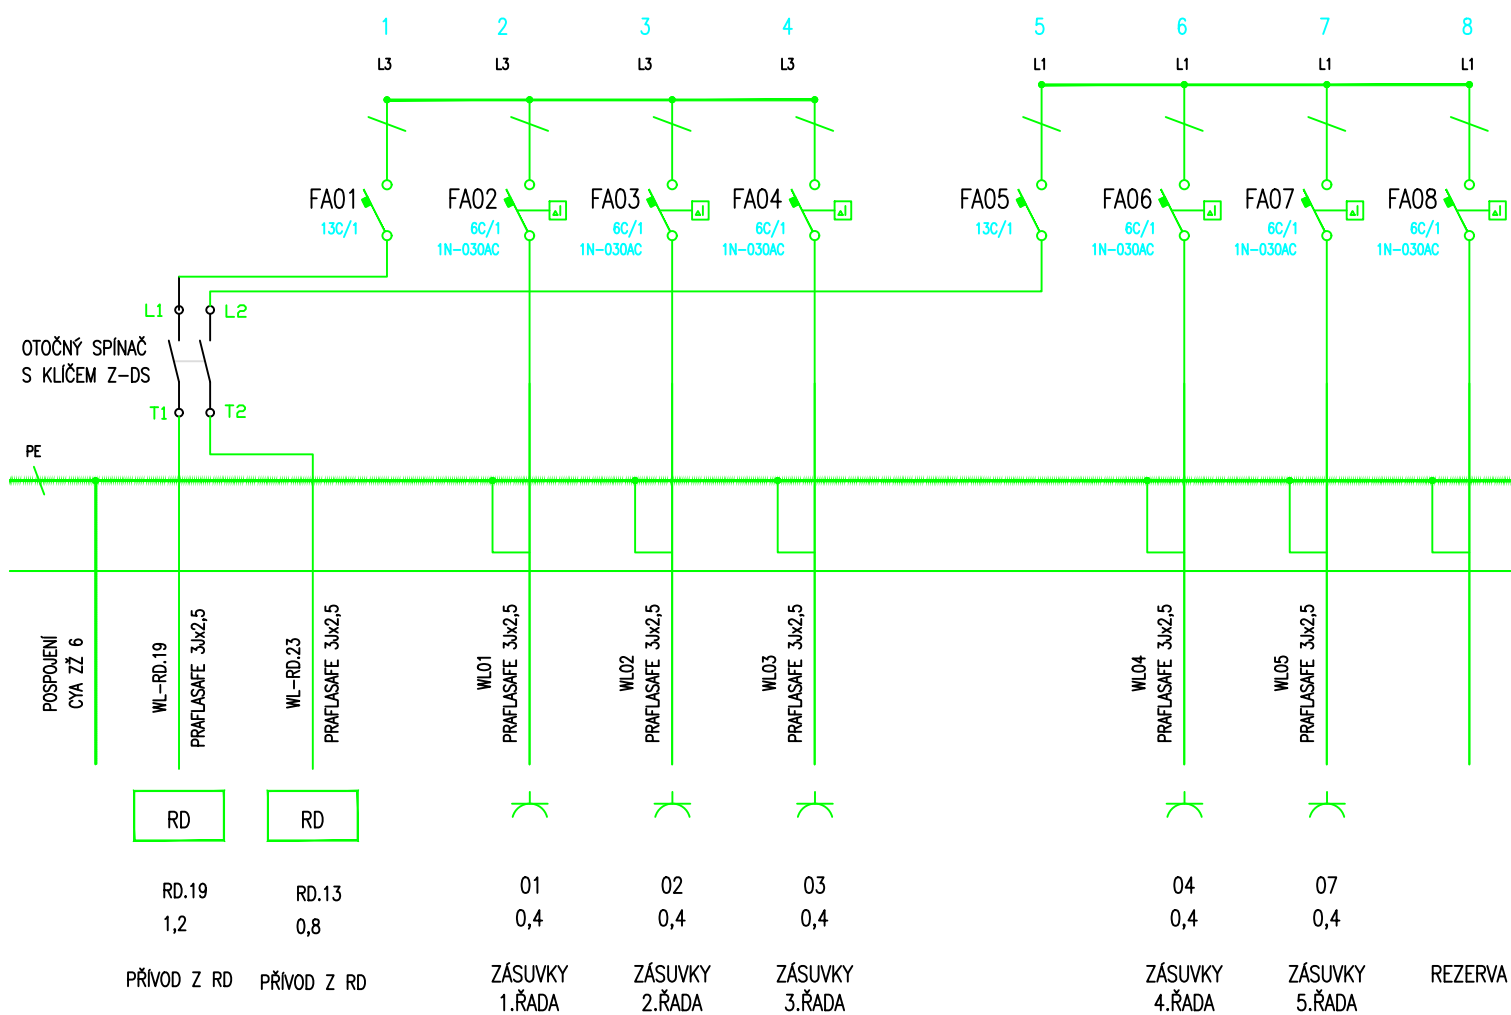 1 2 3 4 5 6 7 8
L3 L3 L3 L3 L1 L1 L1 L1
FA01 FA02 FA03 FA04 FA05 FA06 FA07 FA08
13C/1 6C/1 6C/1 6C/1 13C/1 6C/1 6C/1 6C/1
1N-030AC 1N-030AC 1N-030AC 1N-030AC 1N-030AC 1N-030AC
L1 L2
OTOČNÝ SPÍNAČ
S KLÍČEM Z-DS
T1 T2
PE
POSPOJENÍ
CYA ZŽ 6
WL-RD.19
PRAFLASAFE 3Jx2,5
WL-RD.23
PRAFLASAFE 3Jx2,5
WL01
PRAFLASAFE 3Jx2,5
WL02
PRAFLASAFE 3Jx2,5
WL03
PRAFLASAFE 3Jx2,5
WL04
PRAFLASAFE 3Jx2,5
WL05
PRAFLASAFE 3Jx2,5
RD RD
RD.19 RD.13 01 02 03 04 07
1,2 0,8 0,4 0,4 0,4 0,4 0,4
PŘÍVOD Z RD PŘÍVOD Z RD ZÁSUVKY ZÁSUVKY ZÁSUVKY ZÁSUVKY ZÁSUVKY REZERVA
1.ŘADA 2.ŘADA 3.ŘADA 4.ŘADA 5.ŘADA